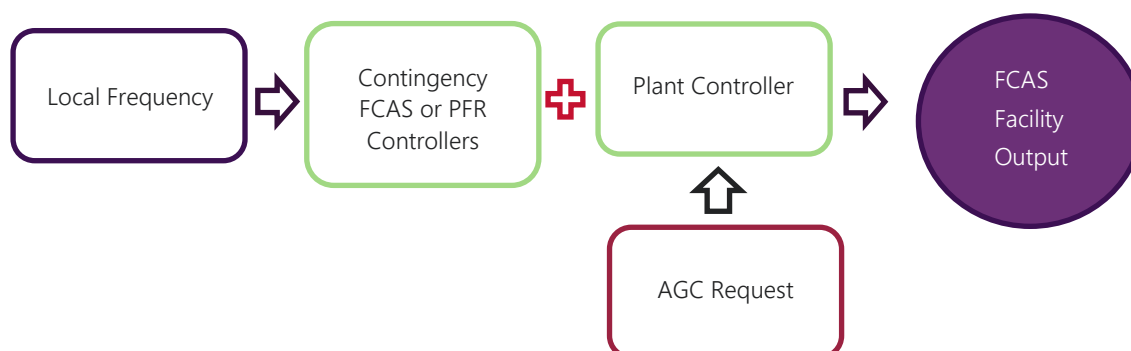 Local Frequency
Contingency
FCAS or PFR
Controllers
Plant Controller
FCAS
Facility
Output
AGC Request